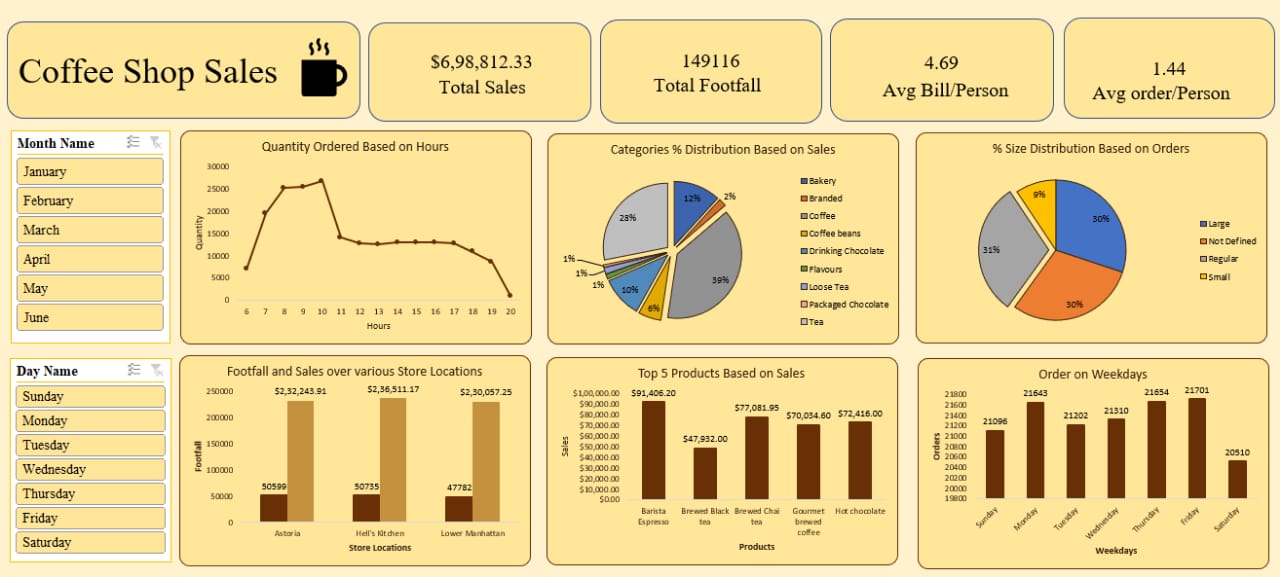 Coffee Shop Sales
$6,98,812.33
Total Sales
149116
Total Footfall
4.69
Avg Bill/Person
1.44
Avg order/Person
Month Name
January
February
March
April
May
June
Quantity Ordered Based on Hours
Quantity
30000
25000
20000
15000
10000
5000
0
6 7 8 9 10 11 12 13 14 15 16 17 18 19 20
Hours
Categories % Distribution Based on Sales
12%
2%
39%
6%
10%
1%
1%
1%
28%
Bakery
Branded
Coffee
Coffee beans
Drinking Chocolate
Flavours
Loose Tea
Packaged Chocolate
Tea
% Size Distribution Based on Orders
30%
30%
31%
9%
Large
Not Defined
Regular
Small
Day Name
Sunday
Monday
Tuesday
Wednesday
Thursday
Friday
Saturday
Footfall and Sales over various Store Locations
Footfall
250000
200000
150000
100000
50000
0
$2,32,243.91
$2,36,511.17
$2,30,057.25
50599
50735
47782
Astoria
Hell's Kitchen
Lower Manhattan
Store Locations
Top 5 Products Based on Sales
Sales
$1,00,000.00
$90,000.00
$80,000.00
$70,000.00
$60,000.00
$50,000.00
$40,000.00
$30,000.00
$20,000.00
$10,000.00
$0.00
$91,406.20
$47,932.00
$77,081.95
$70,034.60
$72,416.00
Barista
Espresso
Brewed Black
tea
Brewed Chai
tea
Gourmet
brewed
coffee
Hot chocolate
Products
Order on Weekdays
Orders
21800
21600
21400
21200
21000
20800
20600
20400
20200
20000
19800
21096
21643
21202
21310
21654
21701
20510
Sunday
Monday
Tuesday
Wednesday
Thursday
Friday
Saturday
Weekdays